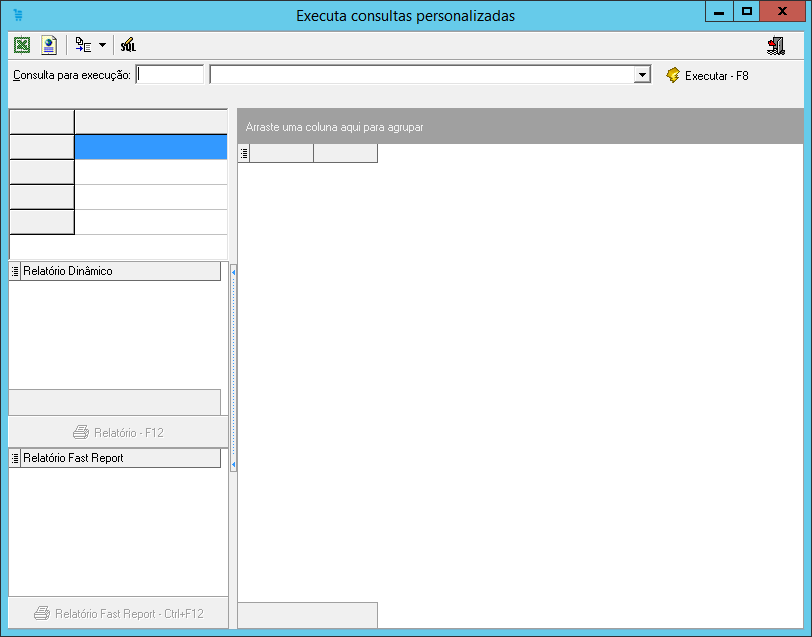 Executa consultas personalizadas
SQL
Consulta para execução:
Executar - F8
Arraste uma coluna aqui para agrupar
Relatório Dinâmico
Relatório - F12
Relatório Fast Report
Relatório Fast Report - Ctrl+F12